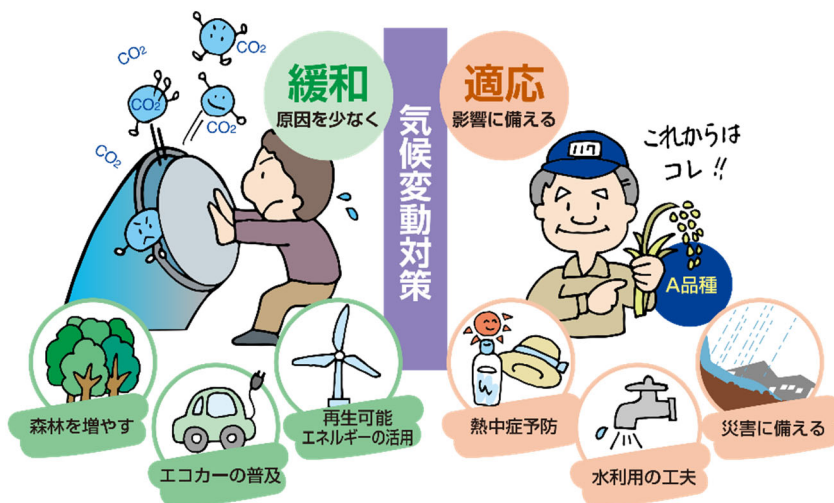 CO2
CO2
CO2
CO2
CO2
緩和
原因を少なく
気候変動対策
適応
影響に備える
これからは
コレ!!
A品種
森林を増やす
エコカーの普及
再生可能
エネルギーの活用
熱中症予防
水利用の工夫
災害に備える